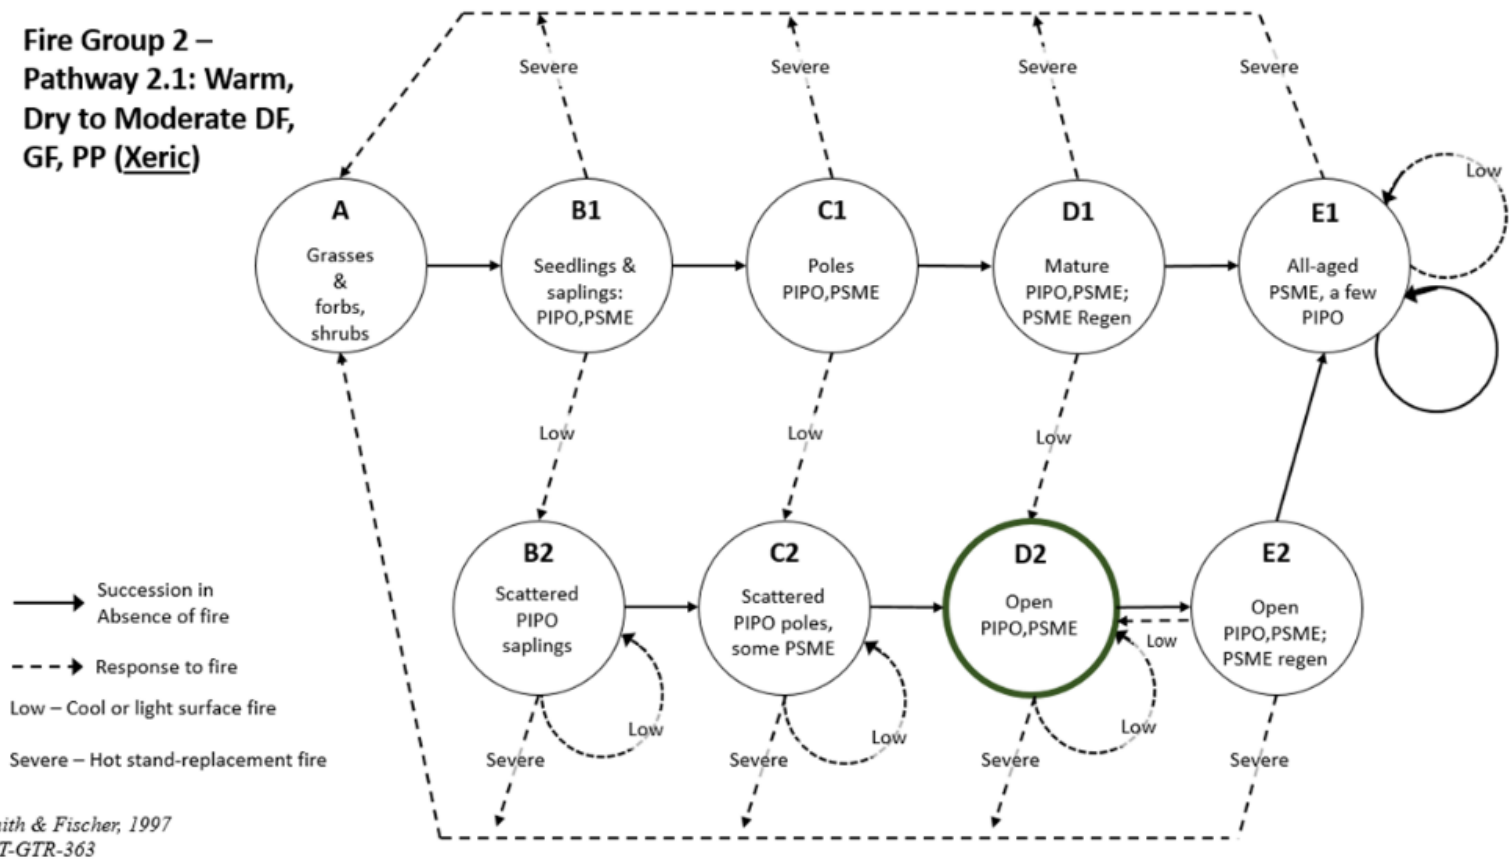 Fire Group 2 –
Pathway 2.1: Warm,
Dry to Moderate DF,
GF, PP (Xeric)
Severe
Severe
Severe
Severe
Low
A
Grasses
&
forbs,
shrubs
B1
Seedlings &
saplings:
PIPO,PSME
C1
Poles
PIPO,PSME
D1
Mature
PIPO,PSME;
PSME Regen
E1
All-aged
PSME, a few
PIPO
Low
Low
Low
B2
Scattered
PIPO
saplings
C2
Scattered
PIPO poles,
some PSME
D2
Open
PIPO,PSME
E2
Open
PIPO,PSME;
PSME regen
Low
Low
Low
Low
Severe
Severe
Severe
Severe
Succession in
Absence of fire
Response to fire
Low – Cool or light surface fire
Severe – Hot stand-replacement fire
ith & Fischer, 1997
T-GTR-363